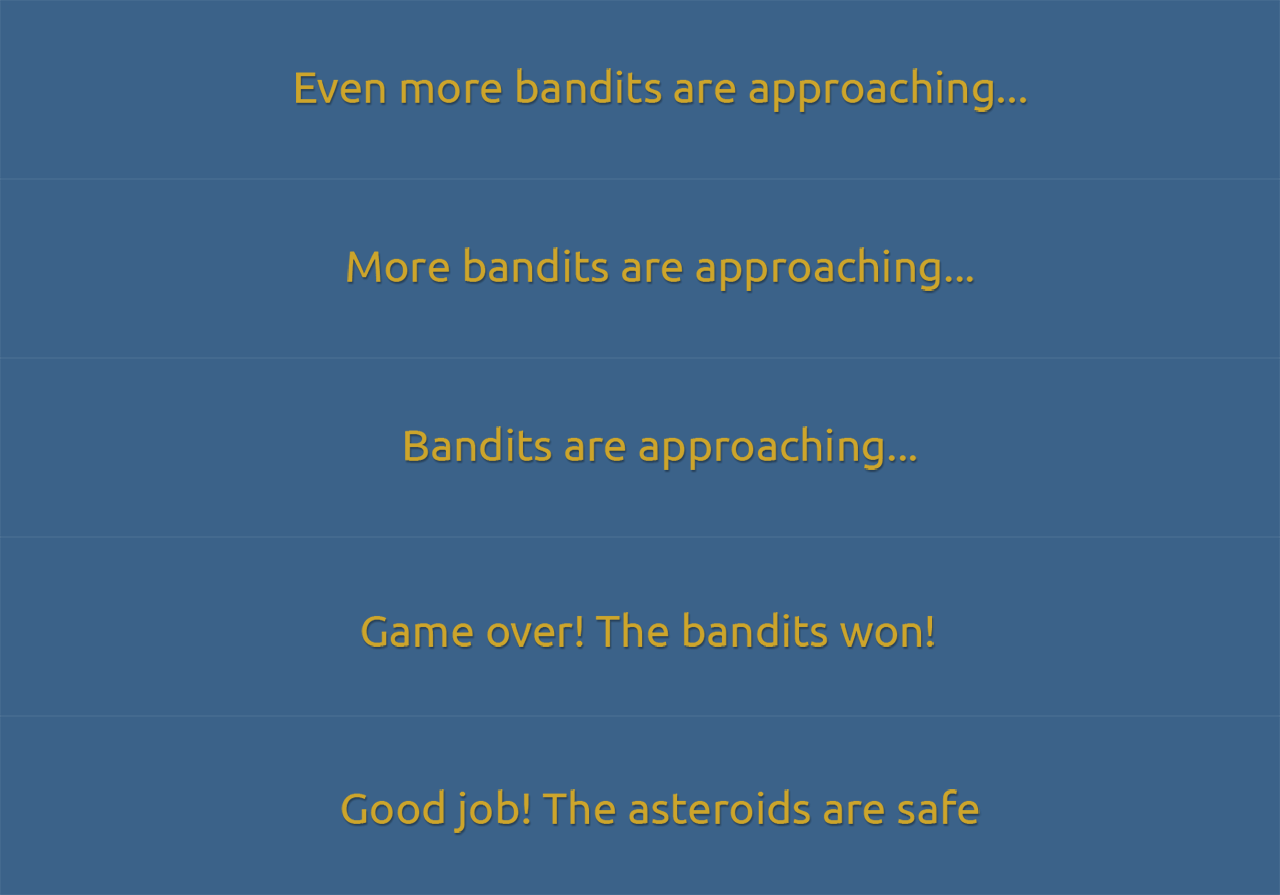 Even more bandits are approaching...
More bandits are approaching...
Bandits are approaching...
Game over! The bandits won!
Good job! The asteroids are safe